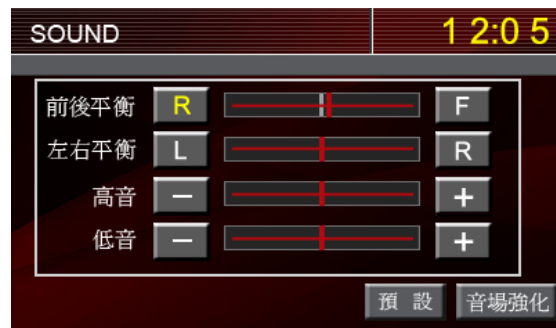 SOUND 12:05
前後平衡 R F
左右平衡 L R
高音 － ＋
低音 － ＋
預設 音場強化